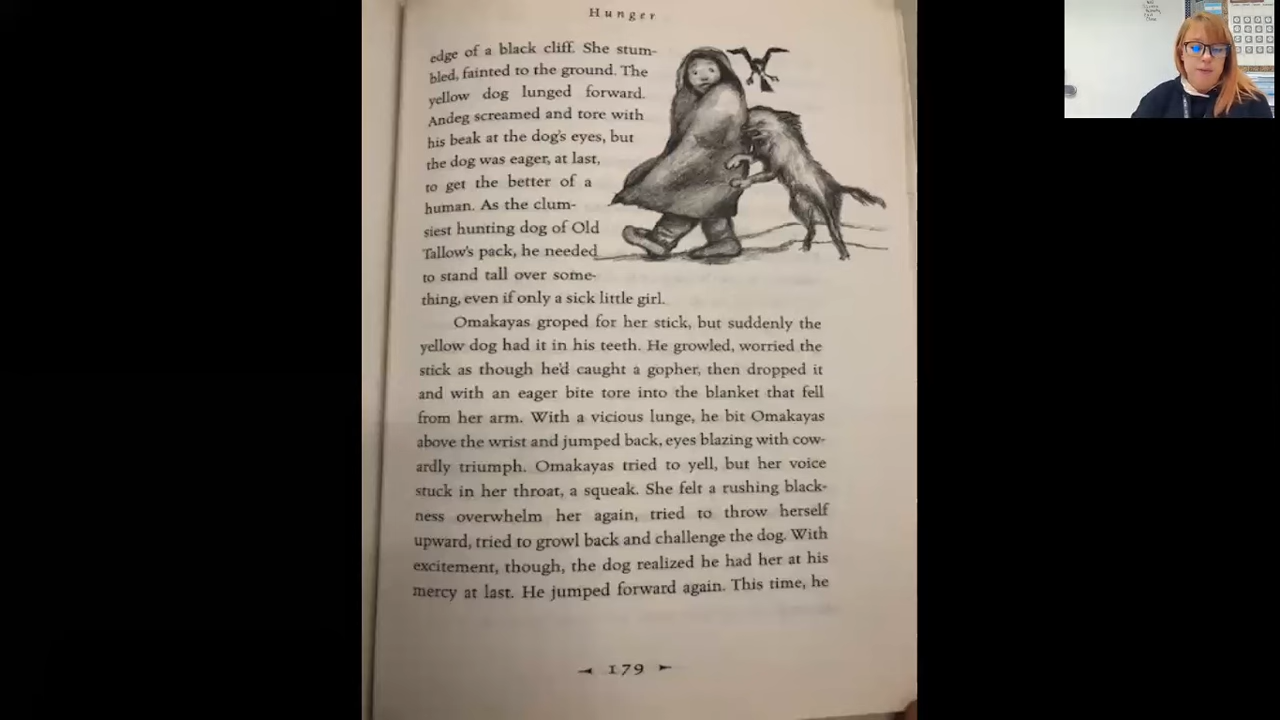 Hunger
edge of a black cliff. She stum-
bled, fainted to the ground. The
yellow dog lunged forward.
Andeg screamed and tore with
his beak at the dog's eyes, but
the dog was eager, at last,
to get the better of a
human. As the clum-
siest hunting dog of Old
Tallow's pack, he needed
to stand tall over some-
thing, even if only a sick little girl.
Omakayas groped for her stick, but suddenly the
yellow dog had it in his teeth. He growled, worried the
stick as though he'd caught a gopher, then dropped it
and with an eager bite tore into the blanket that fell
from her arm. With a vicious lunge, he bit Omakayas
above the wrist and jumped back, eyes blazing with cow-
ardly triumph. Omakayas tried to yell, but her voice
stuck in her throat, a squeak. She felt a rushing black-
ness overwhelm her again, tried to throw herself
upward, tried to growl back and challenge the dog. With
excitement, though, the dog realized he had her at his
mercy at last. He jumped forward again. This time, he
179